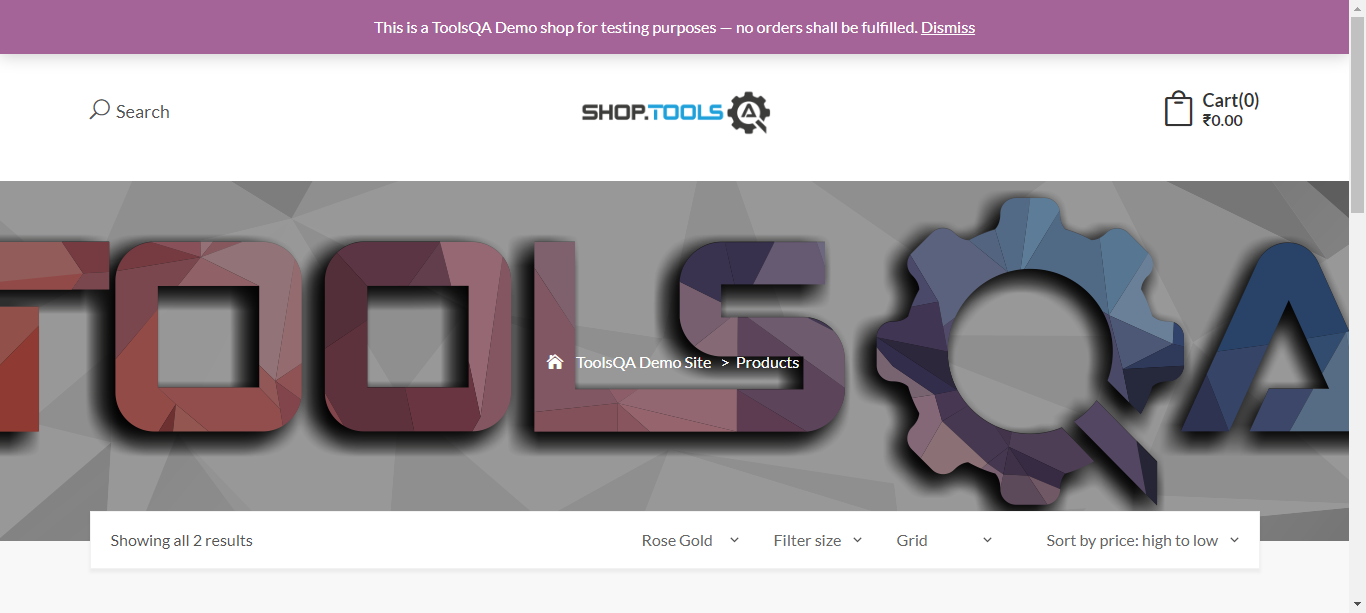 This is a ToolsQA Demo shop for testing purposes — no orders shall be fulfilled. Dismiss
Search
SHOP.TOOLSQA
Cart(0)
₹0.00
TOOLSQA
ToolsQA Demo Site > Products
Showing all 2 results
Rose Gold
Filter size
Grid
Sort by price: high to low